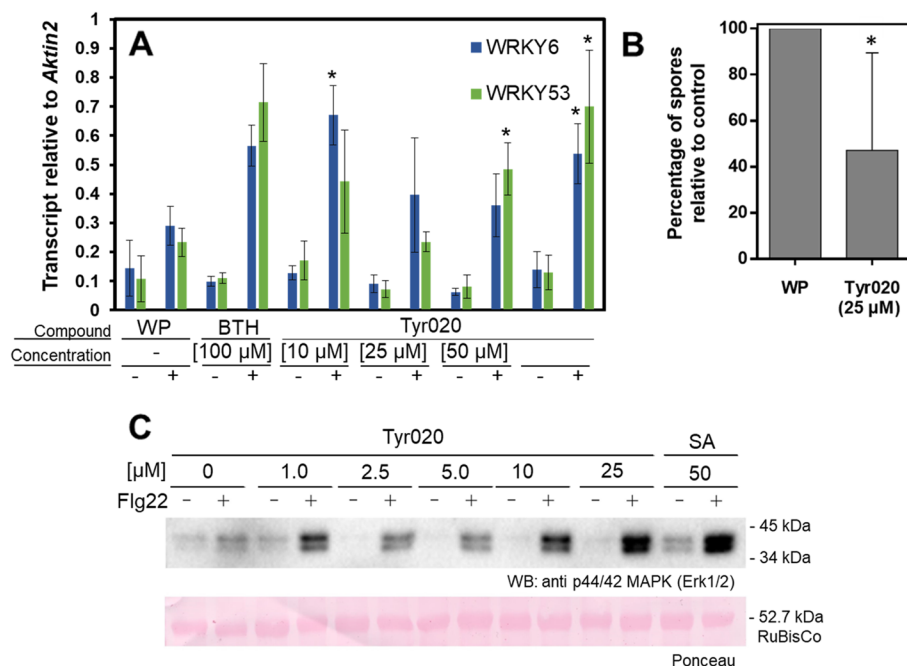 A
B
Transcript relative to Aktin2
1
0.9
0.8
0.7
0.6
0.5
0.4
0.3
0.2
0.1
0
WRKY6
WRKY53
*
*
*
*
Compound WP BTH Tyr020
Concentration - [100 µM] [10 µM] [25 µM] [50 µM]
- + - + - + - + - + - +
Percentage of spores
relative to control
100
80
60
40
20
0
*
WP Tyr020
(25 µM)
C
Tyr020 SA
[µM] 0 1.0 2.5 5.0 10 25 50
Flg22 - + - + - + - + - + - + - +
- 45 kDa
- 34 kDa
WB: anti p44/42 MAPK (Erk1/2)
- 52.7 kDa
RuBisCo
Ponceau